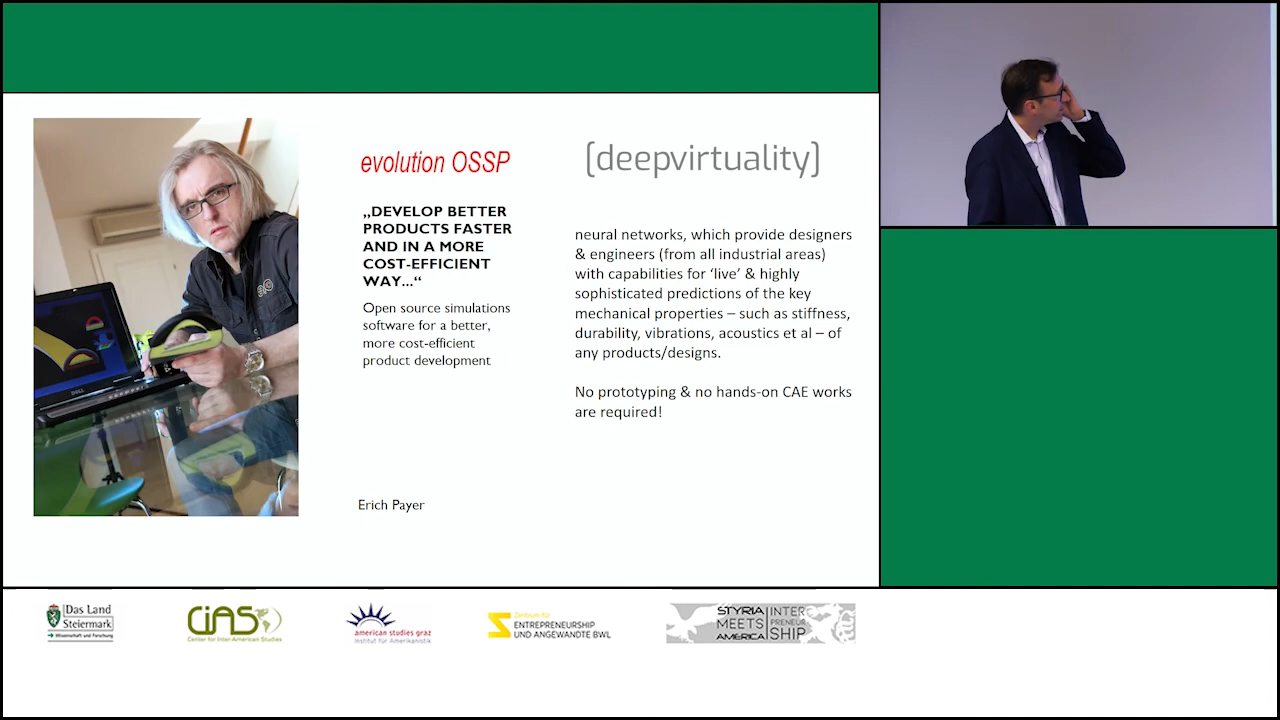 evolution OSSP
„DEVELOP BETTER
PRODUCTS FASTER
AND IN A MORE
COST-EFFICIENT
WAY...“
Open source simulations
software for a better,
more cost-efficient
product development
Erich Payer
[deepvirtuality]
neural networks, which provide designers
& engineers (from all industrial areas)
with capabilities for ‘live’ & highly
sophisticated predictions of the key
mechanical properties – such as stiffness,
durability, vibrations, acoustics et al – of
any products/designs.
No prototyping & no hands-on CAE works
are required!
DELL
Das Land
Steiermark
Wissenschaft und Forschung
CIAS
Center for Inter-American Studies
american studies graz
Institut für Amerikanistik
Zentrum für
ENTREPRENEURSHIP
UND ANGEWANDTE BWL
STYRIA
MEETS
AMERICA
INTER
PRENEUR
SHIP